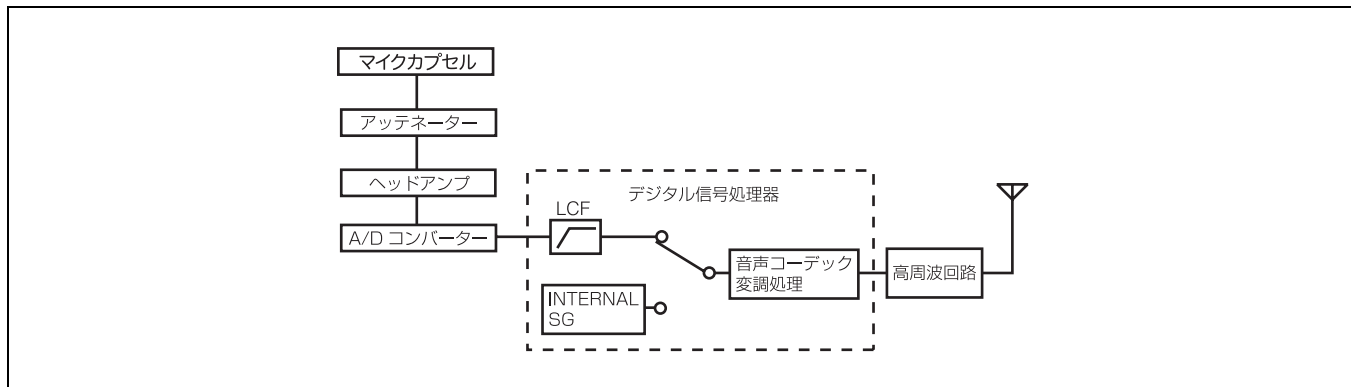 マイクカプセル
アッテネーター
ヘッドアンプ
A/D コンバーター
デジタル信号処理器
LCF
INTERNAL
SG
音声コーデック
変調処理
高周波回路